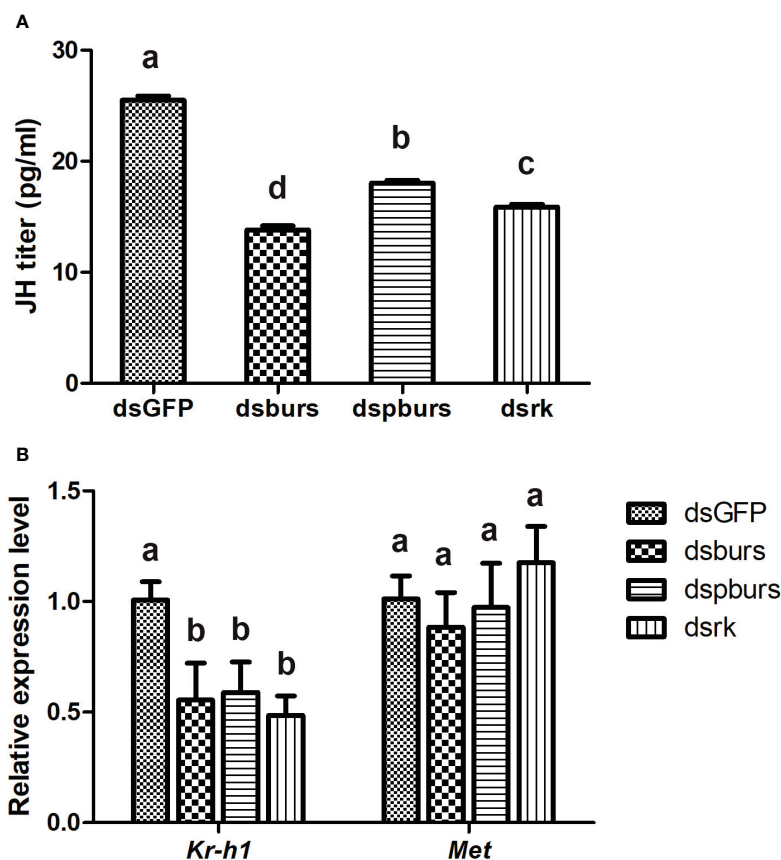 A
30
20
10
0
JH titer (pg/ml)
a
d
b
c
dsGFP dsburs dspburs dsrk
B
1.5
1.0
0.5
0.0
Relative expression level
a b b b a a a a
Kr-h1 Met
dsGFP
dsburs
dspburs
dsrk